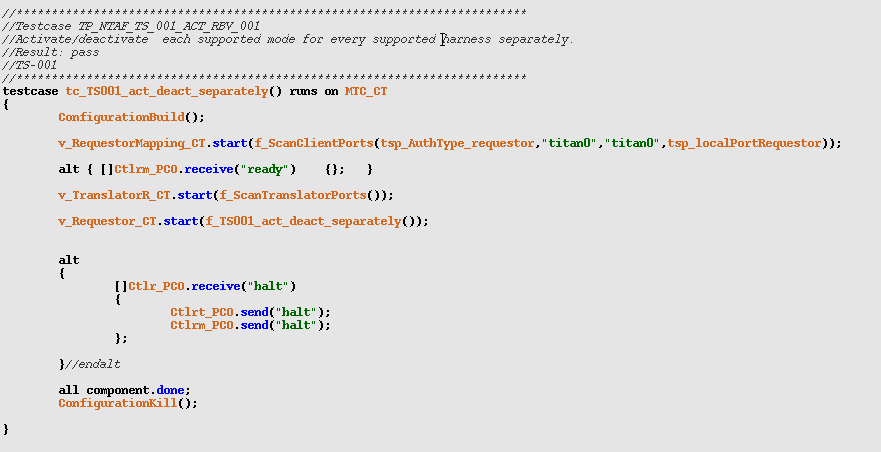 //*************************************************************************
//Testcase TP_NTAF_TS_001_ACT_RBV_001
//Activate/deactivate  each supported mode for every supported harness separately.
//Result: pass
//TS-001
//*************************************************************************
testcase tc_TS001_act_deact_separately() runs on MTC_CT
{
ConfigurationBuild();
v_RequestorMapping_CT.start(f_ScanClientPorts(tsp_AuthType_requestor,"titan0","titan0",tsp_localPortRequestor));
alt { []Ctlrm_PCO.receive("ready")    {};   }
v_TranslatorR_CT.start(f_ScanTranslatorPorts());
v_Requestor_CT.start(f_TS001_act_deact_separately());
alt
{
[]Ctlr_PCO.receive("halt")
{
Ctlrt_PCO.send("halt");
Ctlrm_PCO.send("halt");
};
}//endalt
all component.done;
ConfigurationKill();
}